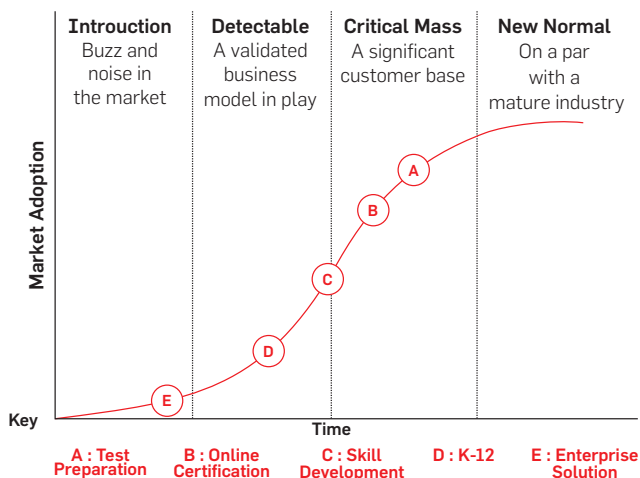 Introuction
Buzz and
noise in
the market
Detectable
A validated
business
model in play
Critical Mass
A significant
customer base
New Normal
On a par
with a
mature industry
Market Adoption
A
B
C
D
E
Key
Time
A : Test
Preparation
B : Online
Certification
C : Skill
Development
D : K-12
E : Enterprise
Solution